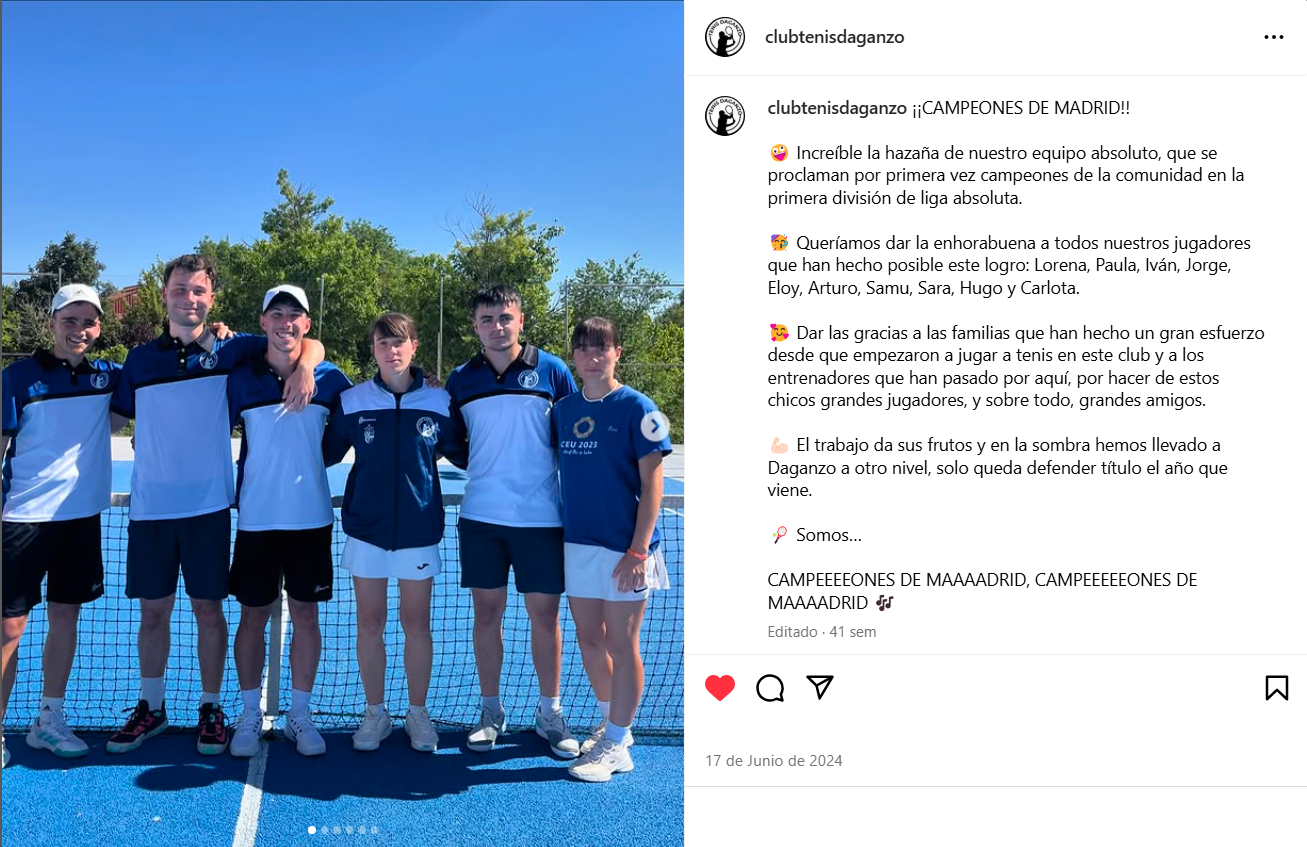 clubtenisdaganzo
TENIS DAGANZO
clubtenisdaganzo ¡¡CAMPEONES DE MADRID!!
TENIS DAGANZO
🤪 Increíble la hazaña de nuestro equipo absoluto, que se
proclaman por primera vez campeones de la comunidad en la
primera división de liga absoluta.
🥳 Queríamos dar la enhorabuena a todos nuestros jugadores
que han hecho posible este logro: Lorena, Paula, Iván, Jorge,
Eloy, Arturo, Samu, Sara, Hugo y Carlota.
🥰 Dar las gracias a las familias que han hecho un gran esfuerzo
desde que empezaron a jugar a tenis en este club y a los
entrenadores que han pasado por aquí, por hacer de estos
chicos grandes jugadores, y sobre todo, grandes amigos.
💪🏻 El trabajo da sus frutos y en la sombra hemos llevado a
Daganzo a otro nivel, solo queda defender título el año que
viene.
🎾 Somos...
CAMPEEEEONES DE MAAAADRID, CAMPEEEEEONES DE
MAAAADRID 🎶
Editado · 41 sem
17 de Junio de 2024
CEU 2023